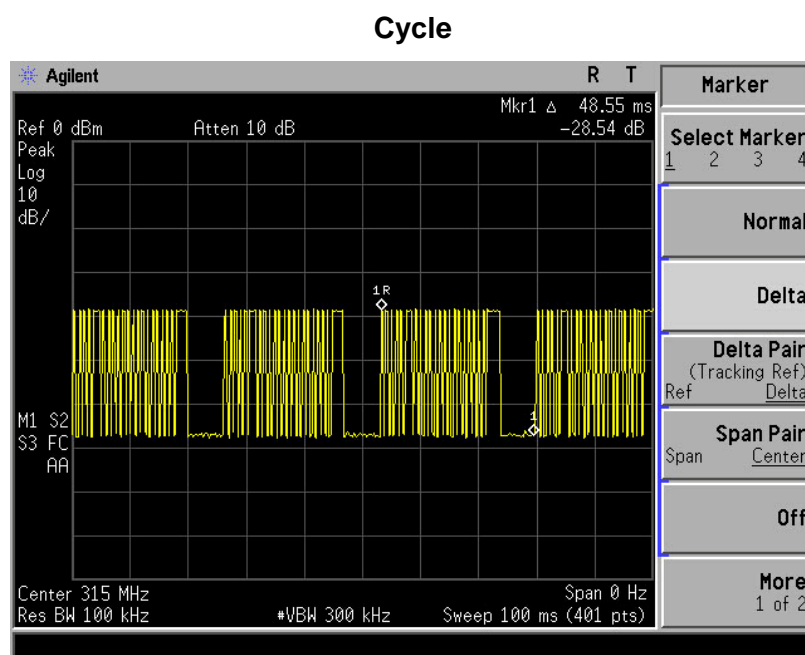 Cycle
Agilent R T
Mkr1 Δ 48.55 ms
Ref 0 dBm Atten 10 dB -28.54 dB
Peak
Log
10
dB/
1R
1
M1 S2
S3 FC
AA
Center 315 MHz Span 0 Hz
Res BW 100 kHz #VBW 300 kHz Sweep 100 ms (401 pts)
Marker
Select Marker
1 2 3 4
Normal
Delta
Delta Pair
(Tracking Ref)
Ref Delta
Span Pair
Span Center
Off
More
1 of 2